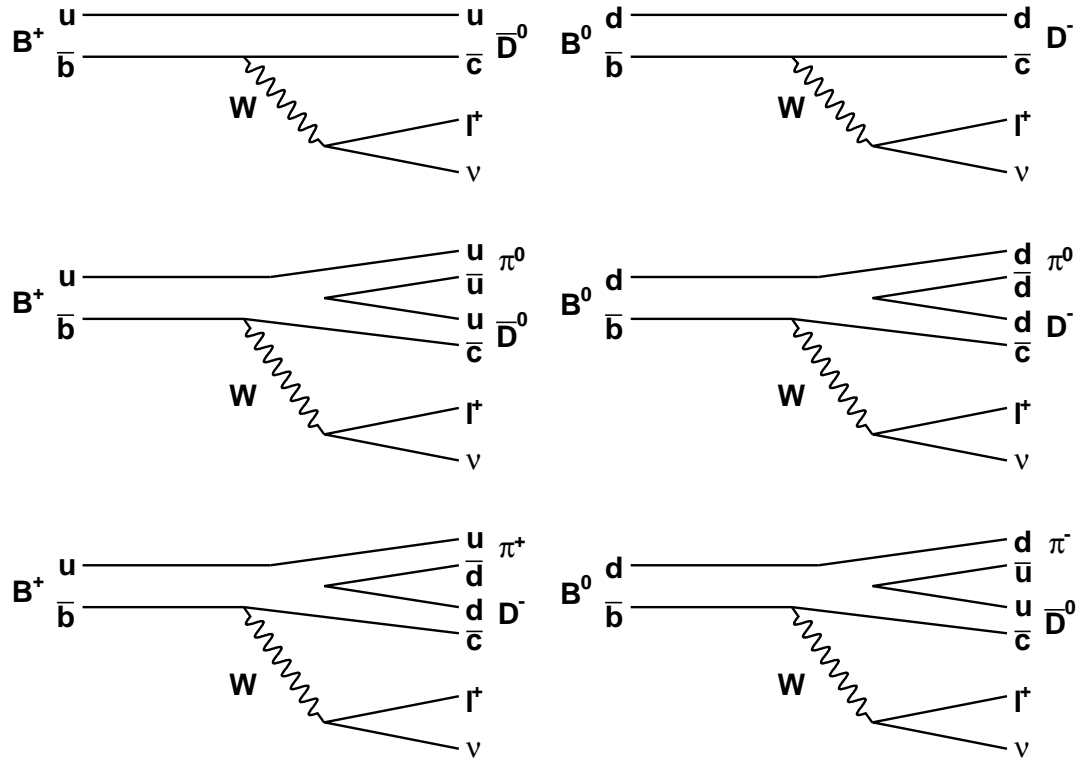 u u
B⁺ D̅⁰
b̅ c̅
W
l⁺
ν
d d
B⁰ D⁻
b̅ c̅
W
l⁺
ν
u π⁰
u u̅
B⁺
b̅ u D̅⁰
c̅
W
l⁺
ν
d π⁰
d d̅
B⁰
b̅ d D⁻
c̅
W
l⁺
ν
u π⁺
u d̅
B⁺
b̅ d D⁻
c̅
W
l⁺
ν
d π⁻
d u̅
B⁰
b̅ u D̅⁰
c̅
W
l⁺
ν